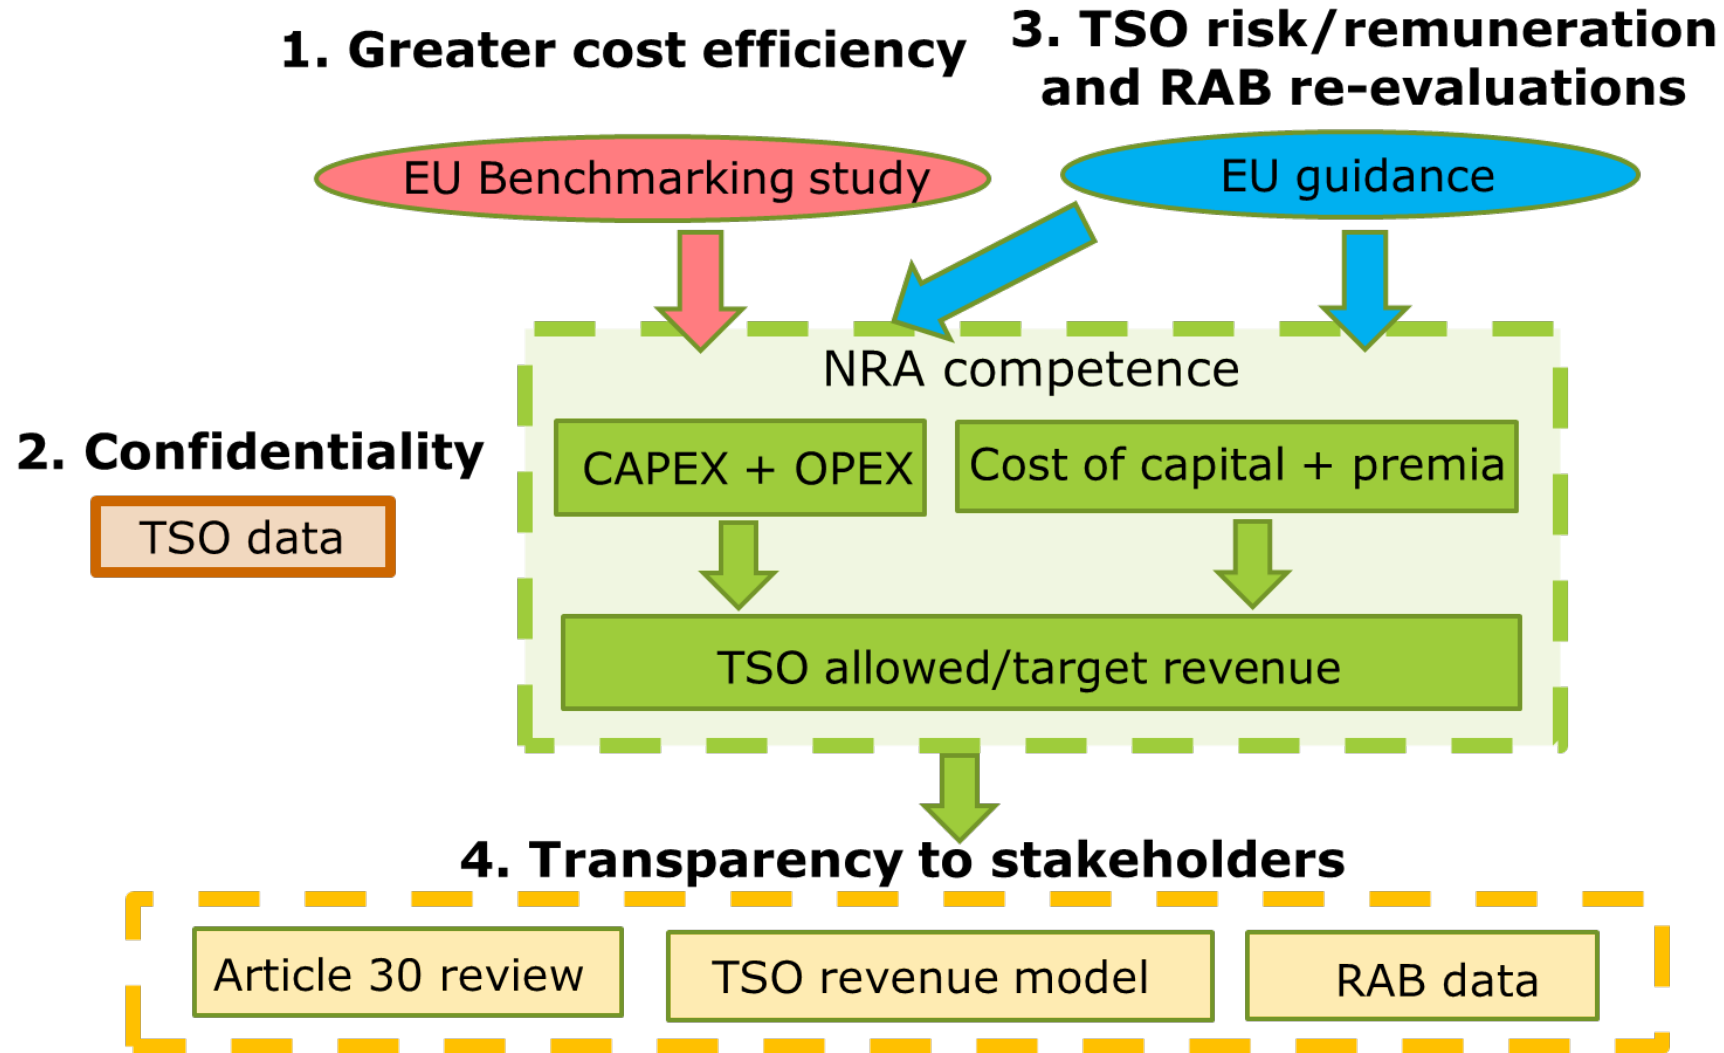 1. Greater cost efficiency
3. TSO risk/remuneration
and RAB re-evaluations
EU Benchmarking study
EU guidance
NRA competence
2. Confidentiality
TSO data
CAPEX + OPEX
Cost of capital + premia
TSO allowed/target revenue
4. Transparency to stakeholders
Article 30 review
TSO revenue model
RAB data